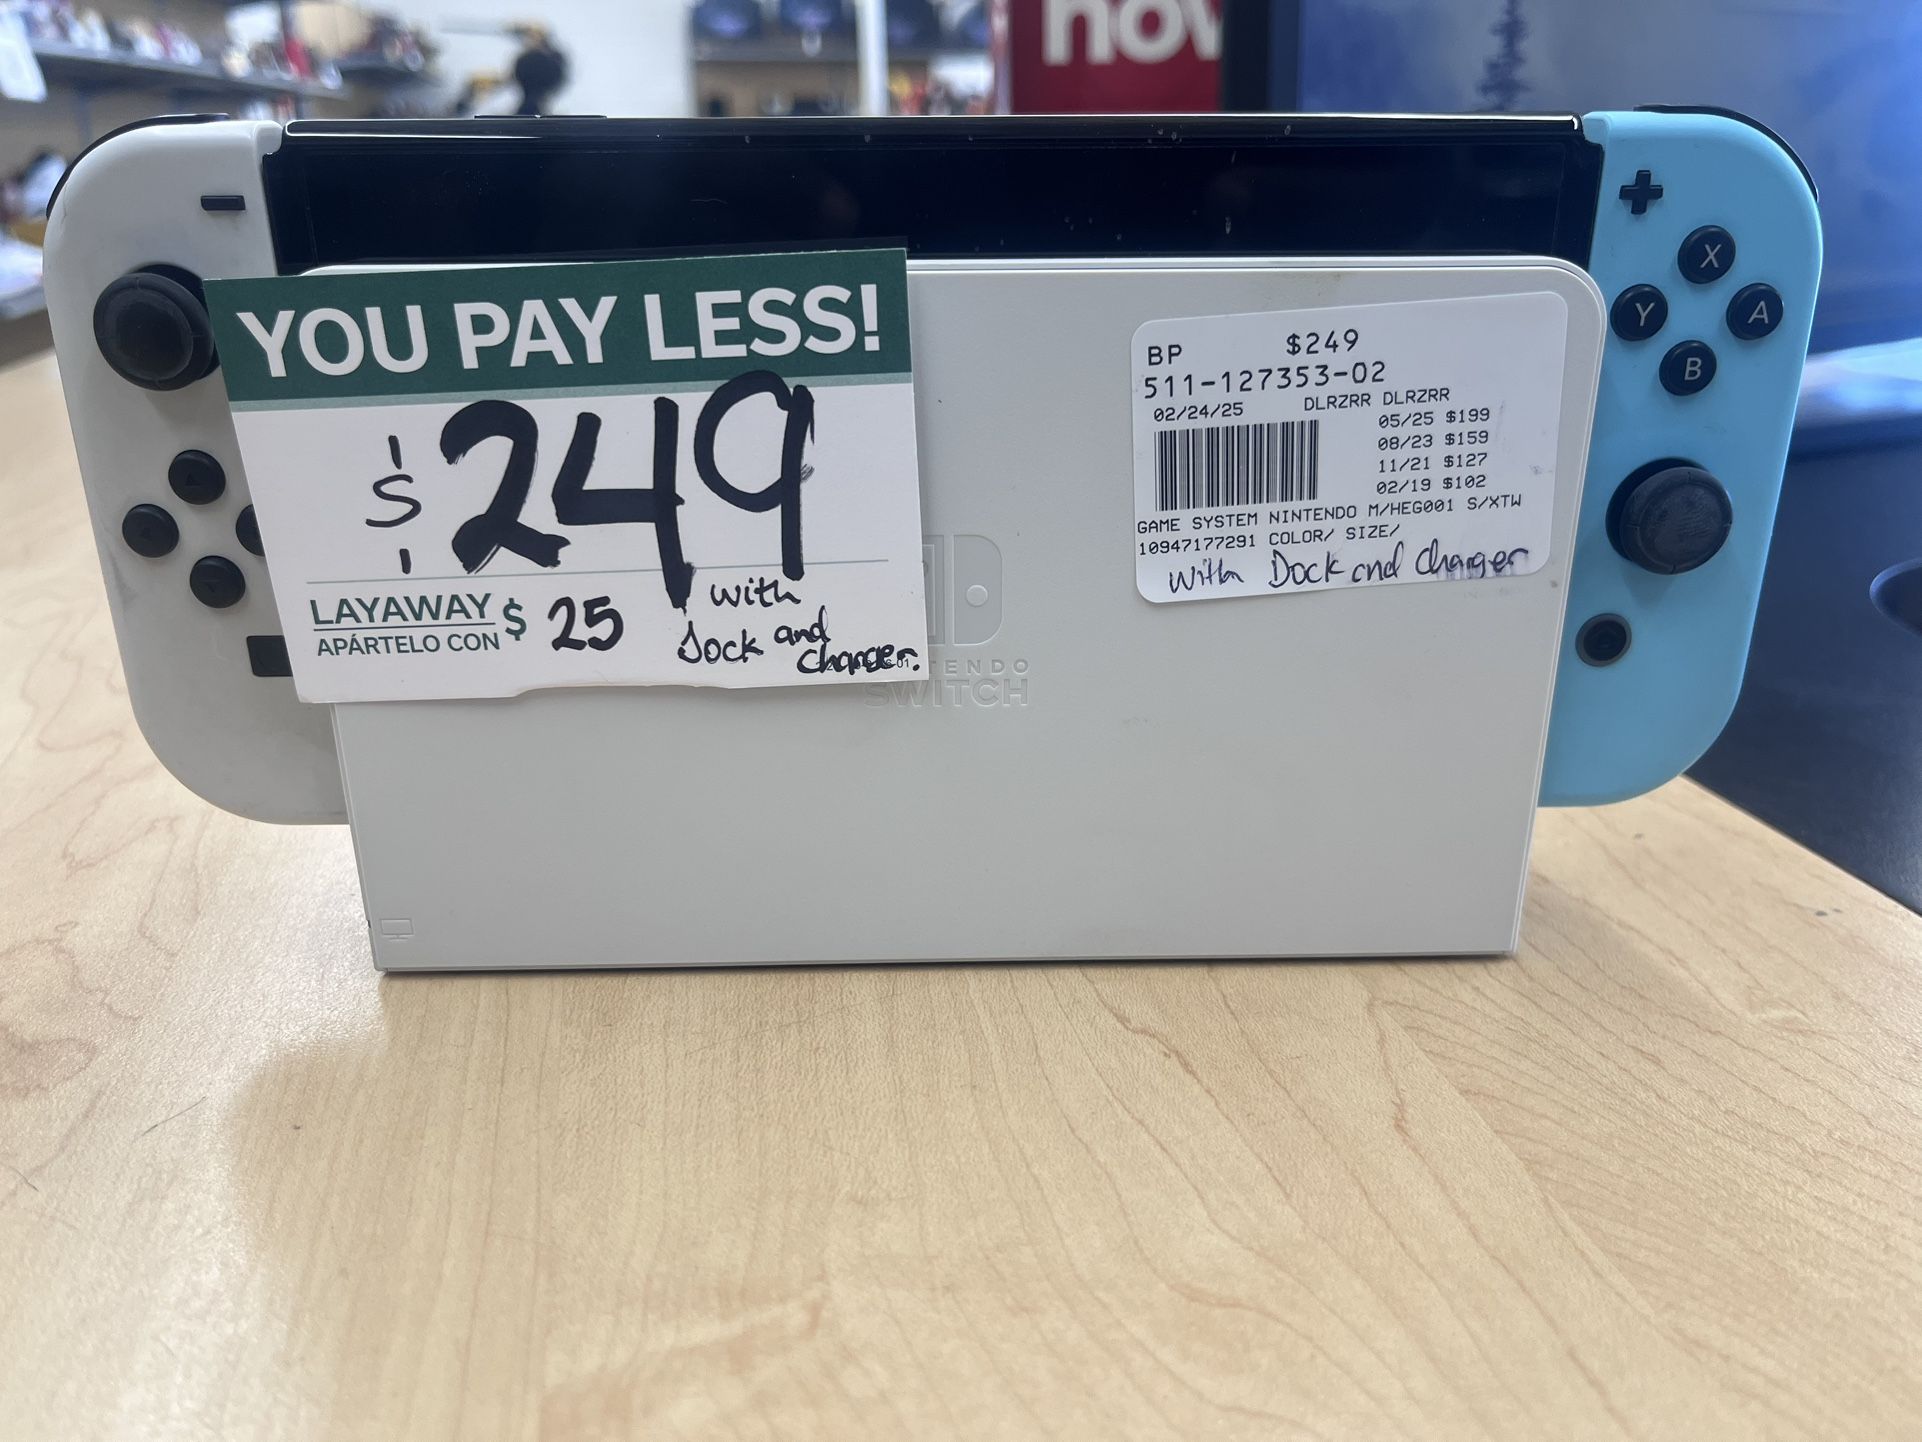 now
YOU PAY LESS!
$249
LAYAWAY $ 25
APÁRTELO CON
with
Dock and
Charger.
BP $249
511-127353-02
02/24/25 DLRZRR DLRZRR
05/25 $199
08/23 $159
11/21 $127
02/19 $102
GAME SYSTEM NINTENDO M/HEG001 S/XTW
10947177291 COLOR/ SIZE/
with Dock and Charger
TENDO
SWITCH
X
Y
A
B